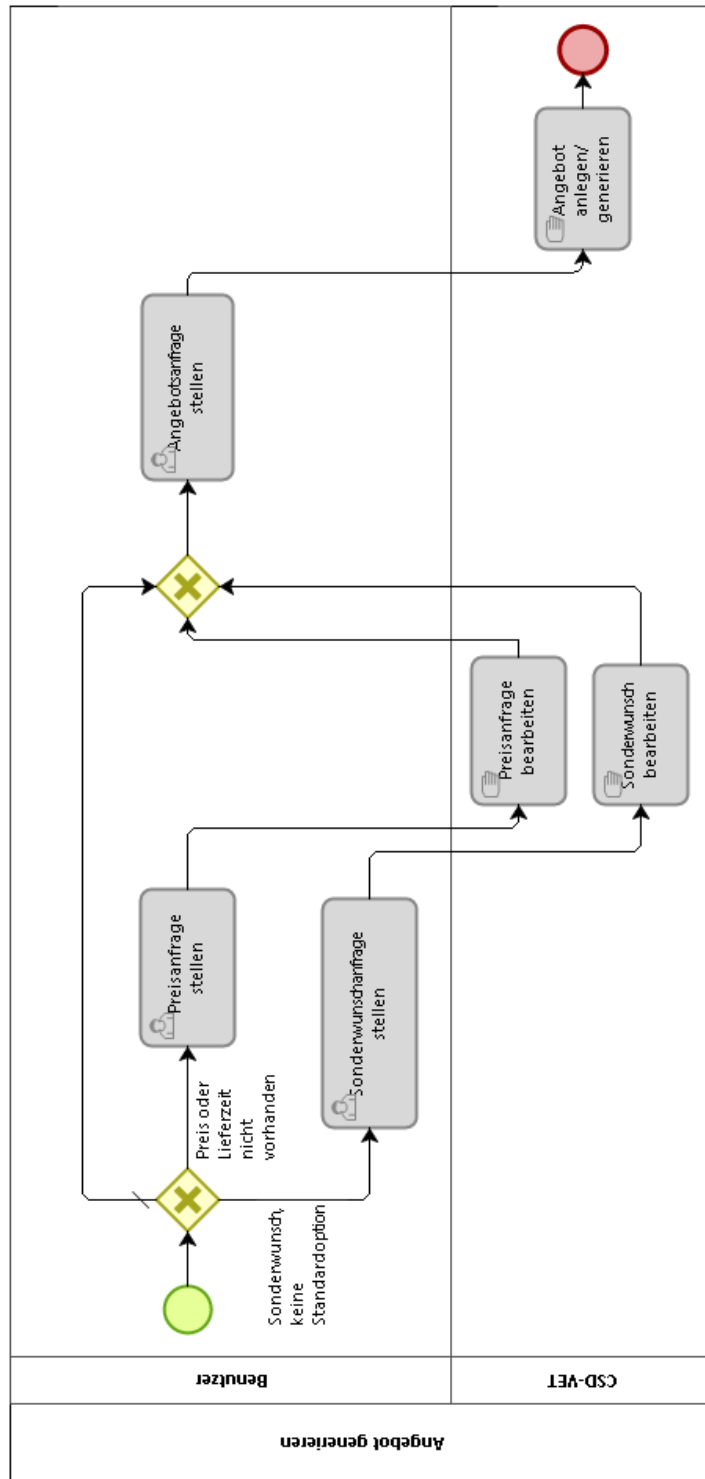 Angebot generieren
Benutzer
CSD-VET
Preis oder
Lieferzeit
nicht
vorhanden
Sonderwunsch,
keine
Standardoption
Preisanfrage
stellen
Sonderwunschanfrage
stellen
Preisanfrage
bearbeiten
Sonderwunsch
bearbeiten
Angebotsanfrage
stellen
Angebot
anlegen/
generieren